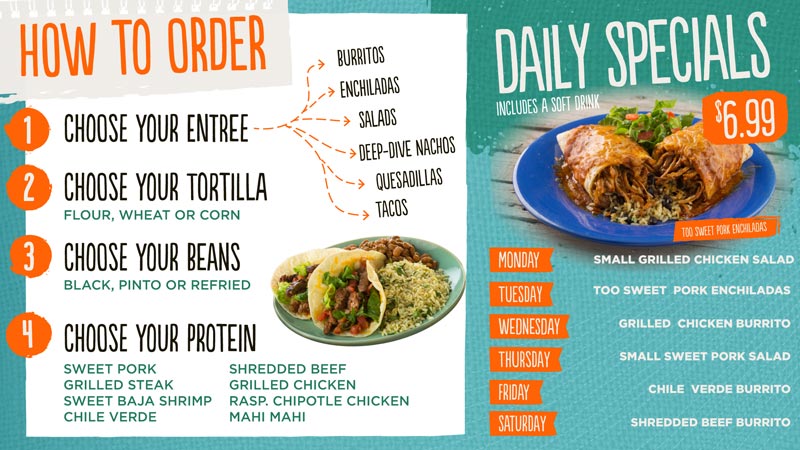 HOW TO ORDER
1 CHOOSE YOUR ENTREE
BURRITOS
ENCHILADAS
SALADS
DEEP-DIVE NACHOS
QUESADILLAS
TACOS
2 CHOOSE YOUR TORTILLA
FLOUR, WHEAT OR CORN
3 CHOOSE YOUR BEANS
BLACK, PINTO OR REFRIED
4 CHOOSE YOUR PROTEIN
SWEET PORK
GRILLED STEAK
SWEET BAJA SHRIMP
CHILE VERDE
SHREDDED BEEF
GRILLED CHICKEN
RASP. CHIPOTLE CHICKEN
MAHI MAHI
DAILY SPECIALS
INCLUDES A SOFT DRINK
$6.99
TOO SWEET PORK ENCHILADAS
MONDAY SMALL GRILLED CHICKEN SALAD
TUESDAY TOO SWEET PORK ENCHILADAS
WEDNESDAY GRILLED CHICKEN BURRITO
THURSDAY SMALL SWEET PORK SALAD
FRIDAY CHILE VERDE BURRITO
SATURDAY SHREDDED BEEF BURRITO